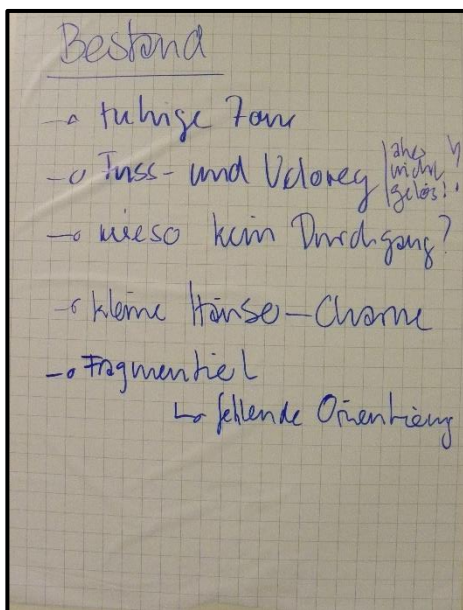 Bestand
→ ruhige Zone
→ Fuss- und Veloweg
aber nicht gelöst!
→ wieso kein Durchgang?
→ kleine Häuser – Charme
→ Fragmentiert
↳ fehlende Orientierung